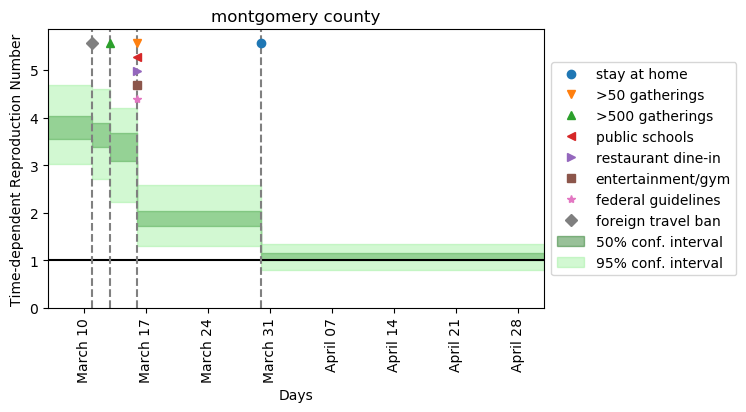 montgomery county
Time-dependent Reproduction Number
5
4
3
2
1
0
March 10
March 17
March 24
March 31
April 07
April 14
April 21
April 28
Days
stay at home
>50 gatherings
>500 gatherings
public schools
restaurant dine-in
entertainment/gym
federal guidelines
foreign travel ban
50% conf. interval
95% conf. interval